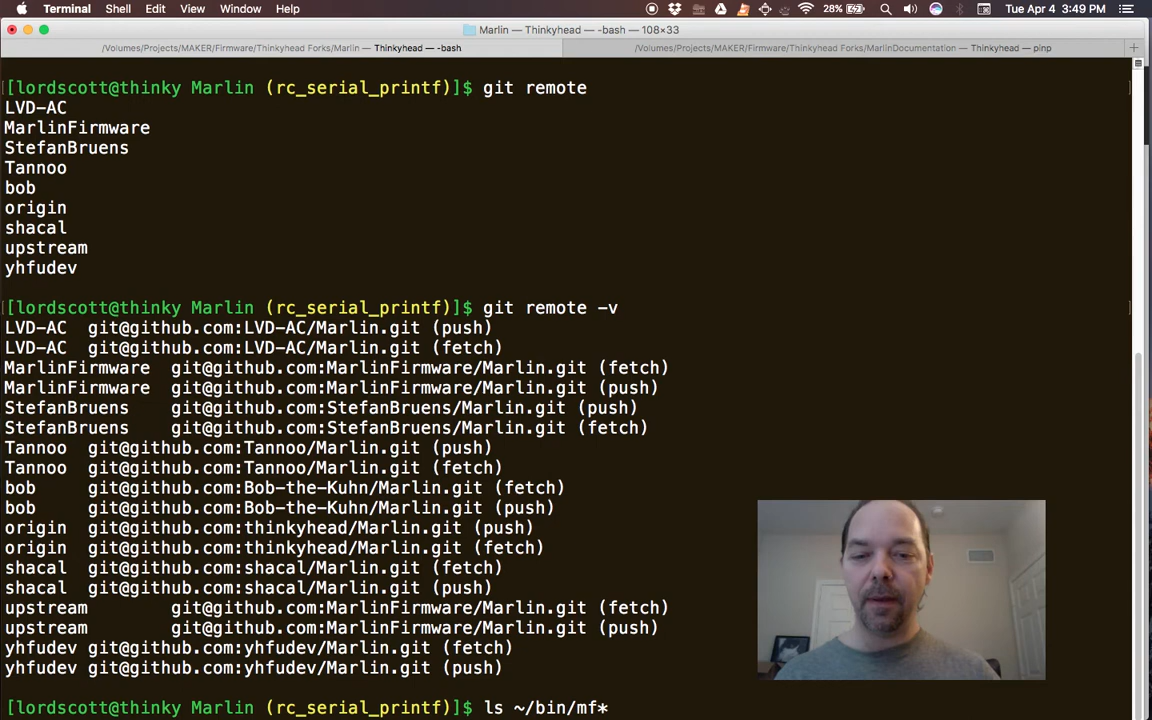 Terminal Shell Edit View Window Help 28% Tue Apr 4 3:49 PM
Marlin — Thinkyhead — -bash — 108×33
/Volumes/Projects/MAKER/Firmware/Thinkyhead Forks/Marlin — Thinkyhead — -bash
/Volumes/Projects/MAKER/Firmware/Thinkyhead Forks/MarlinDocumentation — Thinkyhead — pinp
[[lordscott@thinky Marlin (rc_serial_printf)]$ git remote ]
LVD-AC
MarlinFirmware
StefanBruens
Tannoo
bob
origin
shacal
upstream
yhfudev
[[lordscott@thinky Marlin (rc_serial_printf)]$ git remote -v ]
LVD-AC git@github.com:LVD-AC/Marlin.git (push)
LVD-AC git@github.com:LVD-AC/Marlin.git (fetch)
MarlinFirmware git@github.com:MarlinFirmware/Marlin.git (fetch)
MarlinFirmware git@github.com:MarlinFirmware/Marlin.git (push)
StefanBruens git@github.com:StefanBruens/Marlin.git (push)
StefanBruens git@github.com:StefanBruens/Marlin.git (fetch)
Tannoo git@github.com:Tannoo/Marlin.git (push)
Tannoo git@github.com:Tannoo/Marlin.git (fetch)
bob git@github.com:Bob-the-Kuhn/Marlin.git (fetch)
bob git@github.com:Bob-the-Kuhn/Marlin.git (push)
origin git@github.com:thinkyhead/Marlin.git (push)
origin git@github.com:thinkyhead/Marlin.git (fetch)
shacal git@github.com:shacal/Marlin.git (fetch)
shacal git@github.com:shacal/Marlin.git (push)
upstream git@github.com:MarlinFirmware/Marlin.git (fetch)
upstream git@github.com:MarlinFirmware/Marlin.git (push)
yhfudev git@github.com:yhfudev/Marlin.git (fetch)
yhfudev git@github.com:yhfudev/Marlin.git (push)
[lordscott@thinky Marlin (rc_serial_printf)]$ ls ~/bin/mf*